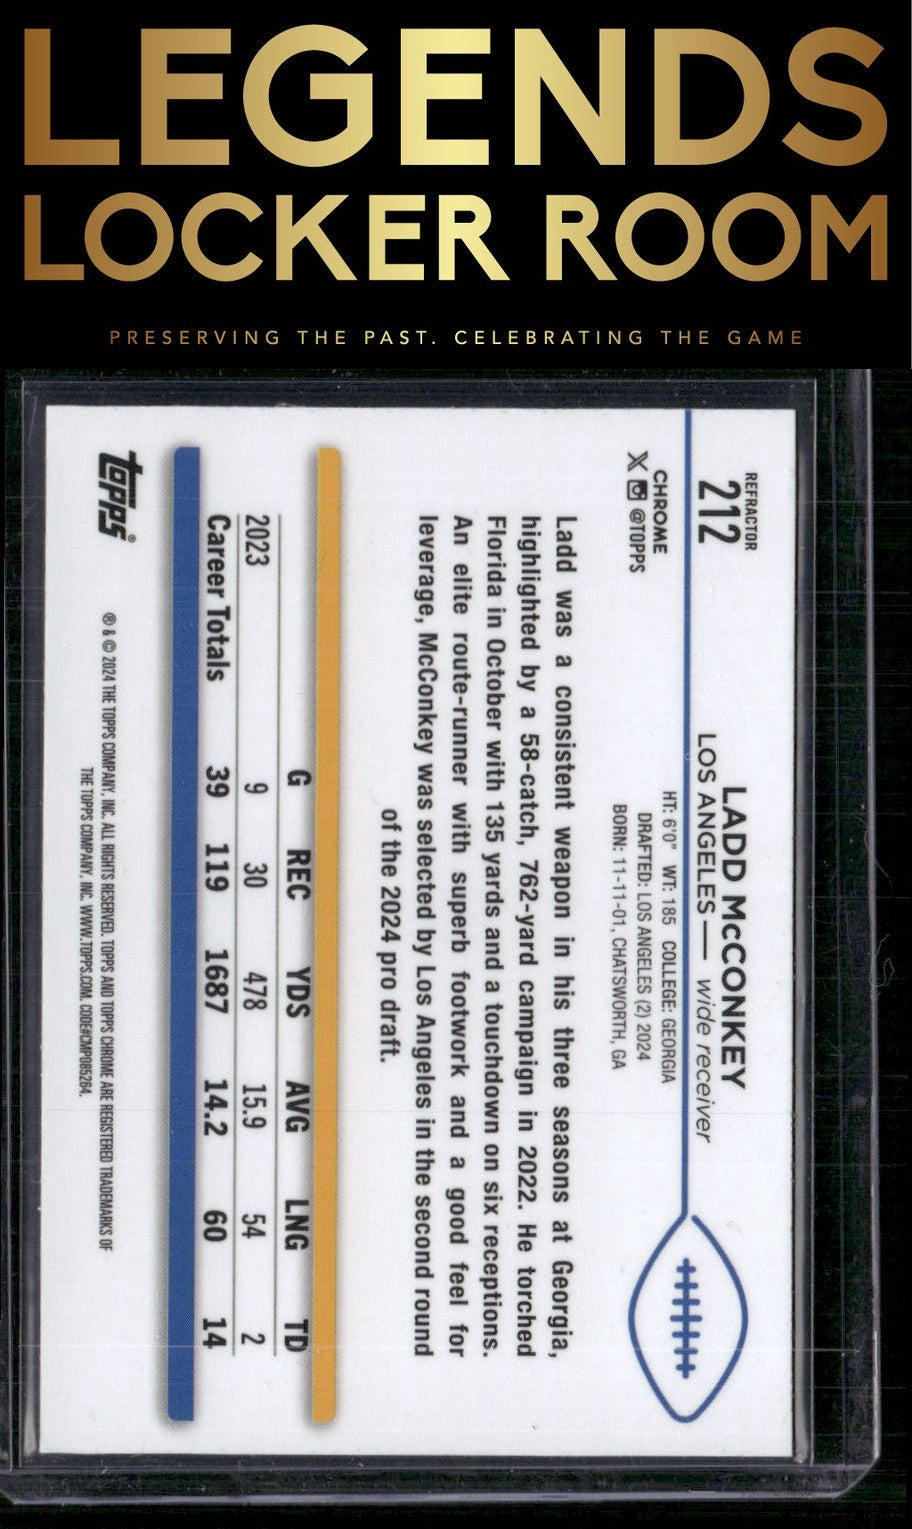 LEGENDS
LOCKER ROOM
PRESERVING THE PAST. CELEBRATING THE GAME
REFRACTOR
212
CHROME
X @TOPPS
LADD McCONKEY
LOS ANGELES — wide receiver
HT: 6'0" WT: 185 COLLEGE: GEORGIA
DRAFTED: LOS ANGELES (2) 2024
BORN: 11-11-01, CHATSWORTH, GA
Ladd was a consistent weapon in his three seasons at Georgia,
highlighted by a 58-catch, 762-yard campaign in 2022. He torched
Florida in October with 135 yards and a touchdown on six receptions.
An elite route-runner with superb footwork and a good feel for
leverage, McConkey was selected by Los Angeles in the second round
of the 2024 pro draft.
G REC YDS AVG LNG TD
2023 9 30 478 15.9 54 2
Career Totals 39 119 1687 14.2 60 14
topps®
® & © 2024 THE TOPPS COMPANY, INC. ALL RIGHTS RESERVED. TOPPS AND TOPPS CHROME ARE REGISTERED TRADEMARKS OF
THE TOPPS COMPANY, INC. WWW.TOPPS.COM. CODE#CMP085264.